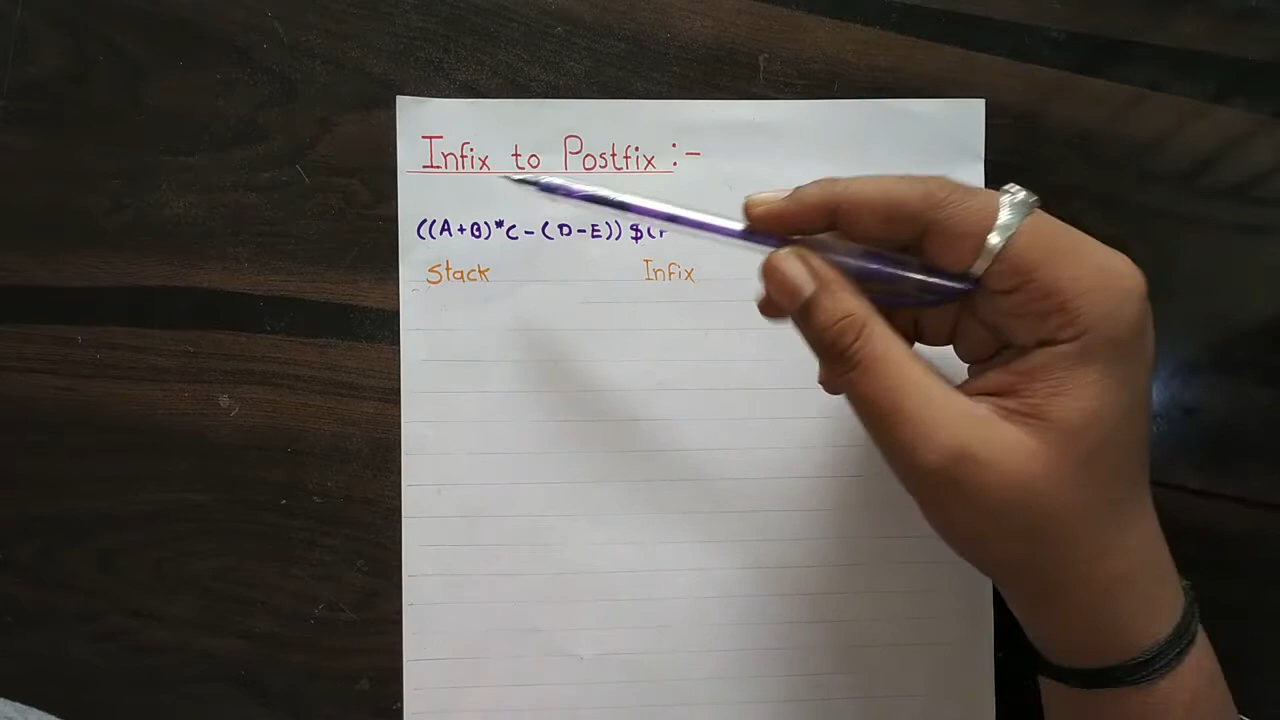 Infix to Postfix :-
((A+B)*C-(D-E)) $(
Stack Infix